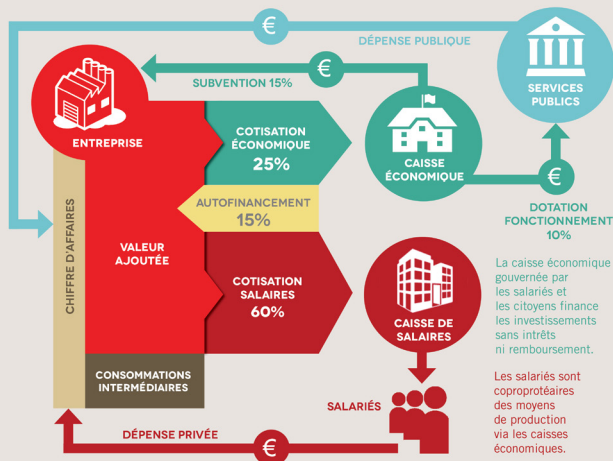 DÉPENSE PUBLIQUE
€
SERVICES
PUBLICS
€
SUBVENTION 15%
ENTREPRISE
COTISATION
ÉCONOMIQUE
25%
CAISSE
ÉCONOMIQUE
€
DOTATION
FONCTIONNEMENT
10%
AUTOFINANCEMENT
15%
CHIFFRE D'AFFAIRES
VALEUR
AJOUTÉE
COTISATION
SALAIRES
60%
CAISSE DE
SALAIRES
La caisse économique
gouvernée par
les salariés et
les citoyens finance
les investissements
sans intrêts
ni remboursement.
CONSOMMATIONS
INTERMÉDIAIRES
SALARIÉS
Les salariés sont
coproprotéaires
des moyens
de production
via les caisses
économiques.
DÉPENSE PRIVÉE
€